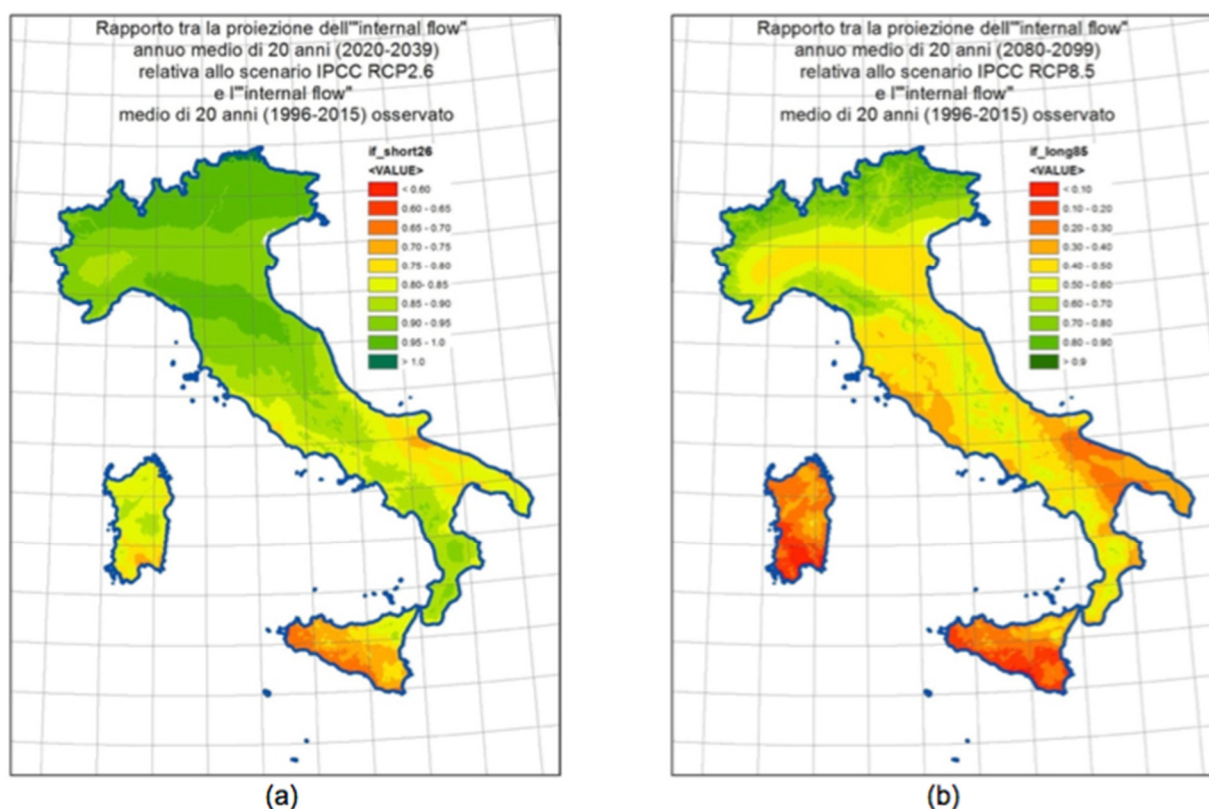 Rapporto tra la proiezione dell'"internal flow"
annuo medio di 20 anni (2020-2039)
relativa allo scenario IPCC RCP2.6
e l'"internal flow"
medio di 20 anni (1996-2015) osservato
if_short26
<VALUE>
< 0.60
0.60 - 0.65
0.65 - 0.70
0.70 - 0.75
0.75 - 0.80
0.80- 0.85
0.85 - 0.90
0.90 - 0.95
0.95 - 1.0
> 1.0
(a)
Rapporto tra la proiezione dell'"internal flow"
annuo medio di 20 anni (2080-2099)
relativa allo scenario IPCC RCP8.5
e l'"internal flow"
medio di 20 anni (1996-2015) osservato
if_long85
<VALUE>
< 0.10
0.10 - 0.20
0.20 - 0.30
0.30 - 0.40
0.40 - 0.50
0.50 - 0.60
0.60 - 0.70
0.70 - 0.80
0.80 - 0.90
> 0.9
(b)